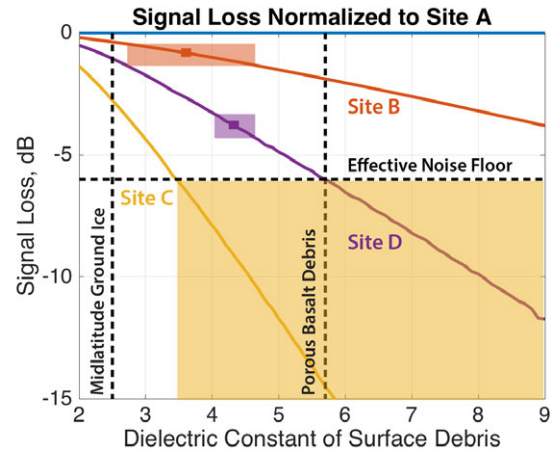 Signal Loss Normalized to Site A
0
-5
-10
-15
Signal Loss, dB
Site B
Effective Noise Floor
Site C
Site D
Midlatitude Ground Ice
Porous Basalt Debris
2 3 4 5 6 7 8 9
Dielectric Constant of Surface Debris